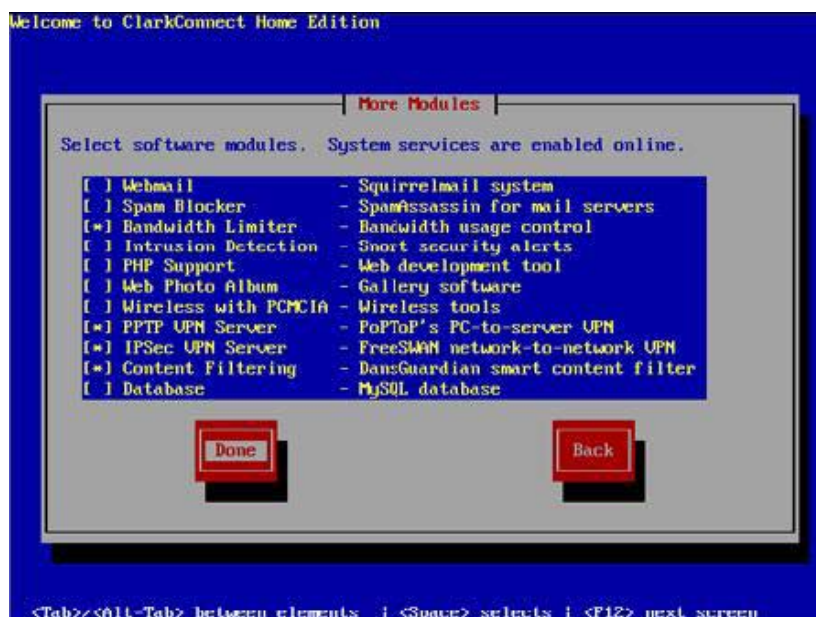 Welcome to ClarkConnect Home Edition
More Modules
Select software modules. System services are enabled online.
[ ] Webmail - Squirrelmail system
[ ] Spam Blocker - SpamAssassin for mail servers
[*] Bandwidth Limiter - Bandwidth usage control
[ ] Intrusion Detection - Snort security alerts
[ ] PHP Support - Web development tool
[ ] Web Photo Album - Gallery software
[ ] Wireless with PCMCIA - Wireless tools
[*] PPTP VPN Server - PoPToP's PC-to-server VPN
[*] IPSec VPN Server - FreeSWAN network-to-network VPN
[*] Content Filtering - DansGuardian smart content filter
[ ] Database - MySQL database
Done Back
<Tab>/<Alt-Tab> between elements | <Space> selects | <F12> next screen